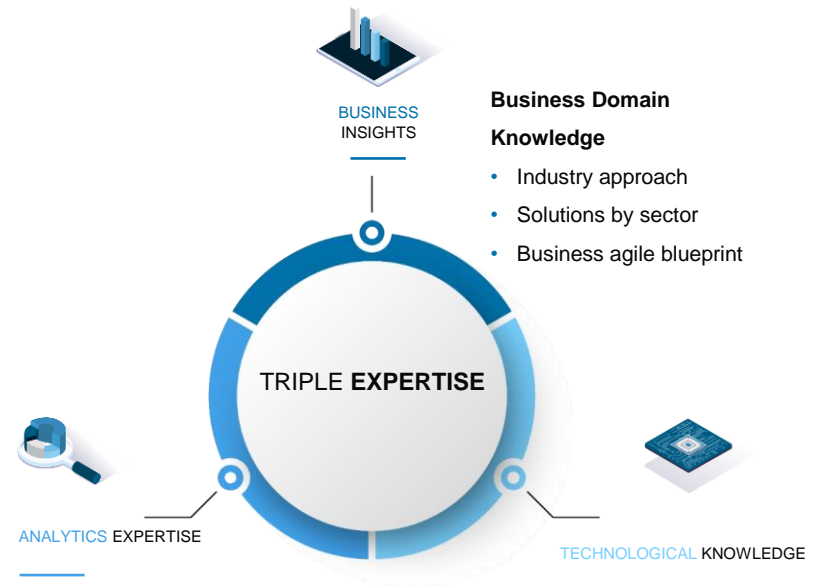 BUSINESS
INSIGHTS
Business Domain
Knowledge
• Industry approach
• Solutions by sector
• Business agile blueprint
TRIPLE EXPERTISE
ANALYTICS EXPERTISE
TECHNOLOGICAL KNOWLEDGE